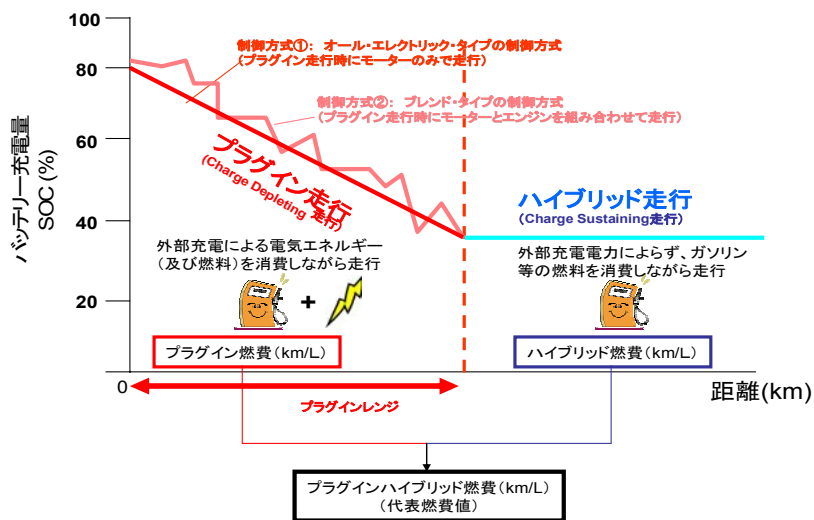 100
80
60
40
20
0
バッテリー充電量
SOC (%)
制御方式①: オール・エレクトリック・タイプの制御方式
(プラグイン走行時にモーターのみで走行)
制御方式②: ブレンド・タイプの制御方式
(プラグイン走行時にモーターとエンジンを組み合わせて走行)
プラグイン走行
(Charge Depleting 走行)
ハイブリッド走行
(Charge Sustaining走行)
外部充電による電気エネルギー
(及び燃料)を消費しながら走行
外部充電電力によらず、ガソリン
等の燃料を消費しながら走行
+
プラグイン燃費(km/L)
ハイブリッド燃費(km/L)
距離(km)
プラグインレンジ
プラグインハイブリッド燃費(km/L)
(代表燃費値)